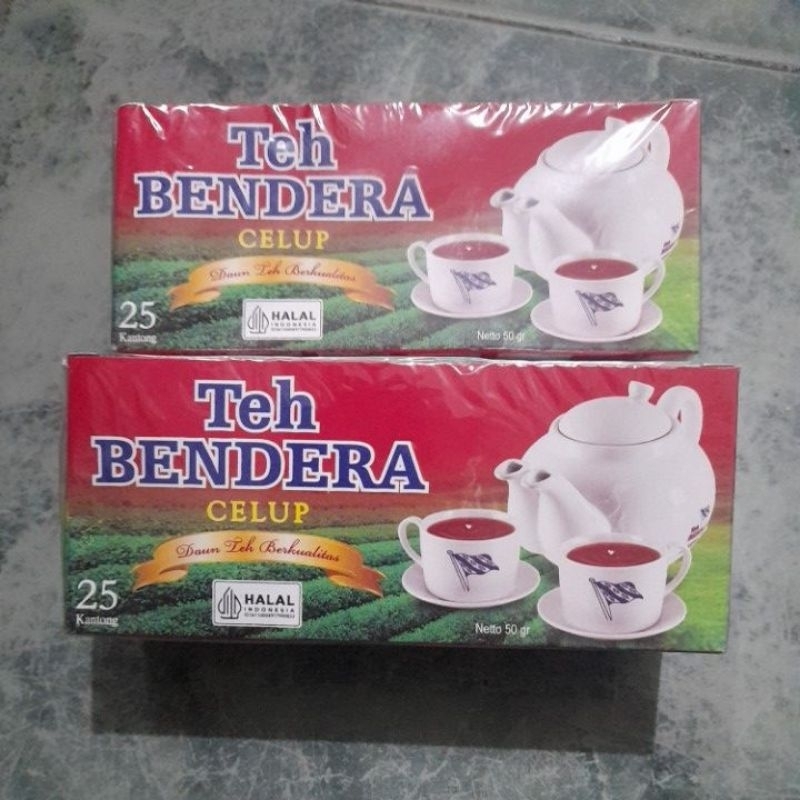 Teh
BENDERA
CELUP
Daun Teh Berkualitas
25
Kantong
HALAL
INDONESIA
Netto 50 gr
Teh
BENDERA
CELUP
Daun Teh Berkualitas
25
Kantong
HALAL
INDONESIA
Netto 50 gr